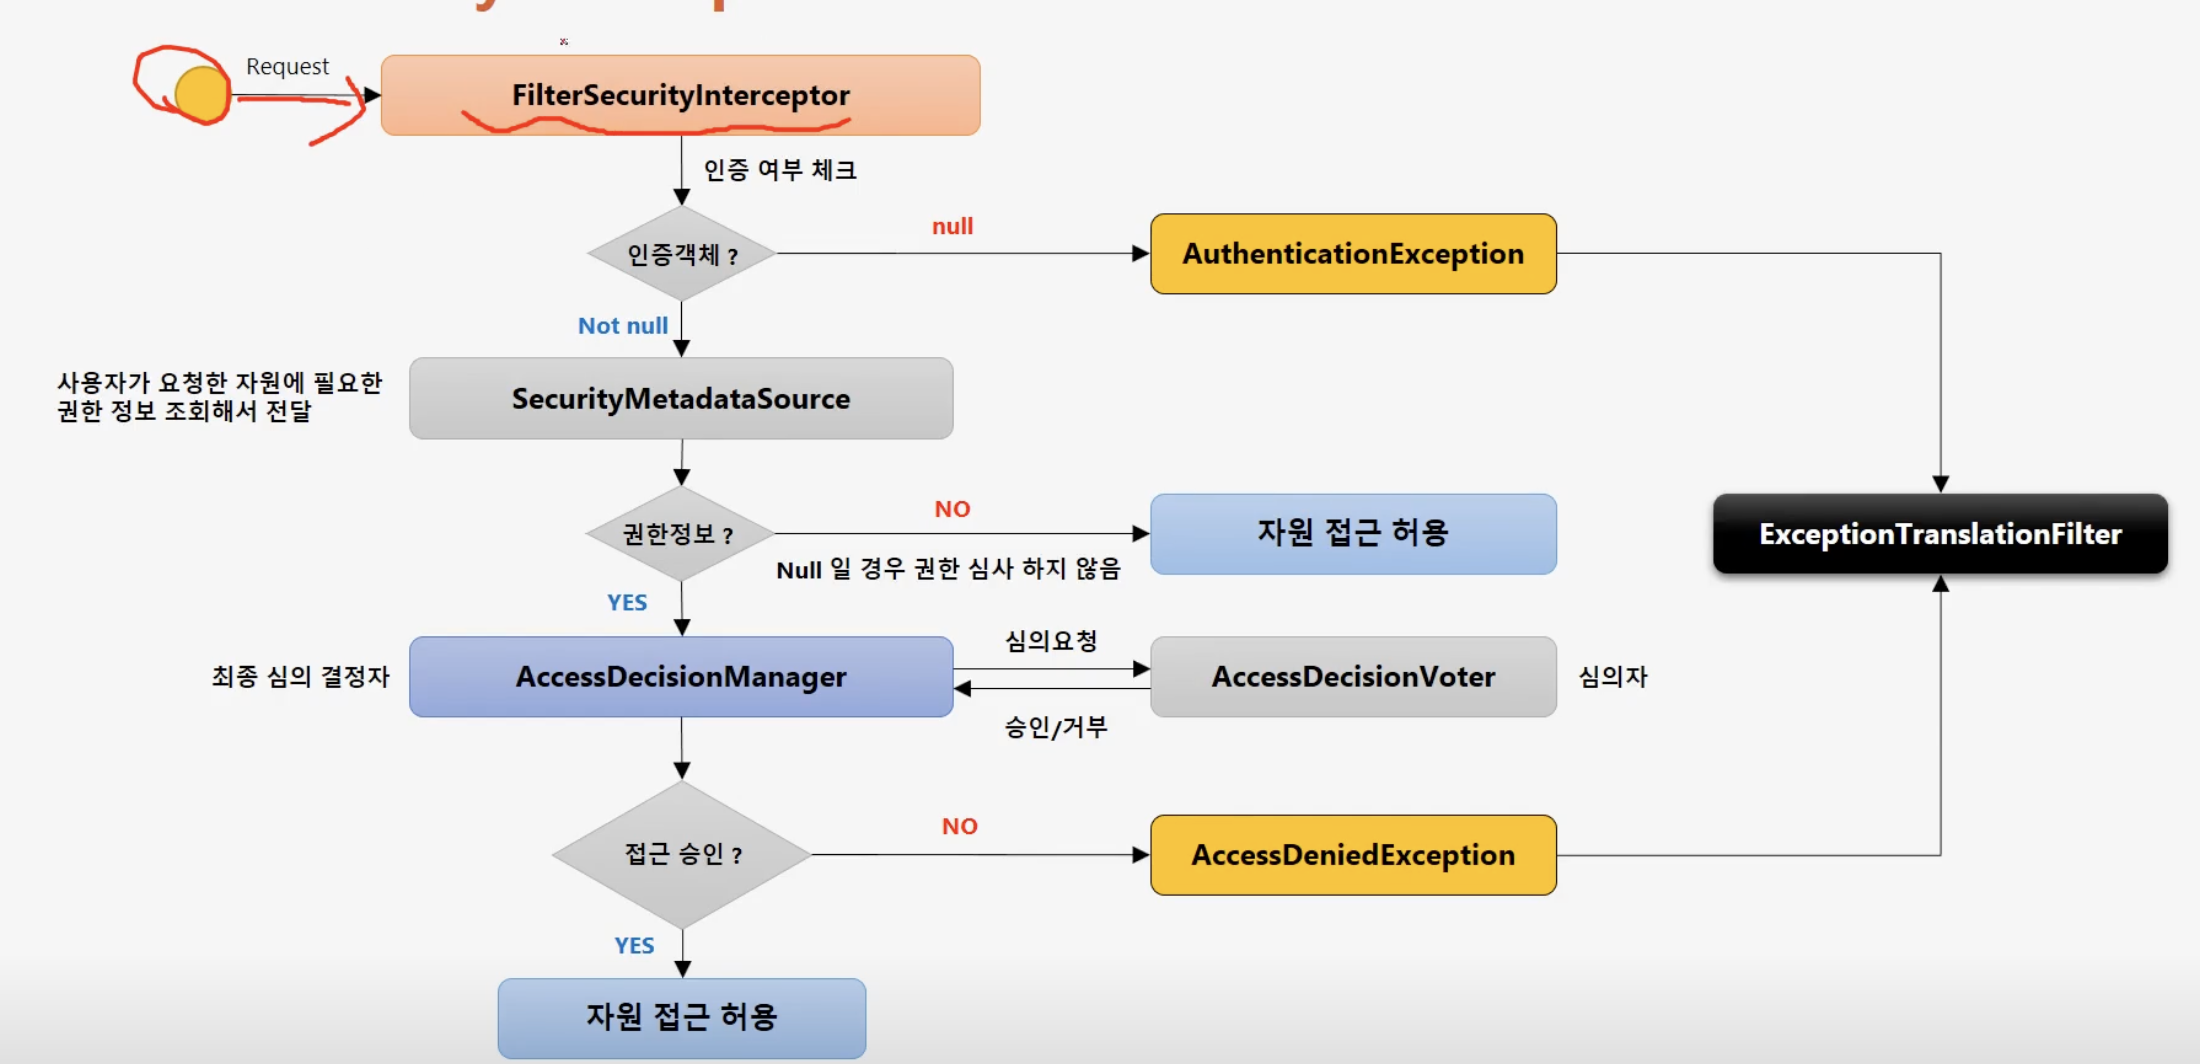 Request
FilterSecurityInterceptor
인증 여부 체크
인증객체 ?
null
AuthenticationException
Not null
사용자가 요청한 자원에 필요한
권한 정보 조회해서 전달
SecurityMetadataSource
권한정보 ?
NO
Null 일 경우 권한 심사 하지 않음
자원 접근 허용
ExceptionTranslationFilter
YES
최종 심의 결정자
AccessDecisionManager
심의요청
승인/거부
AccessDecisionVoter
심의자
접근 승인 ?
NO
AccessDeniedException
YES
자원 접근 허용